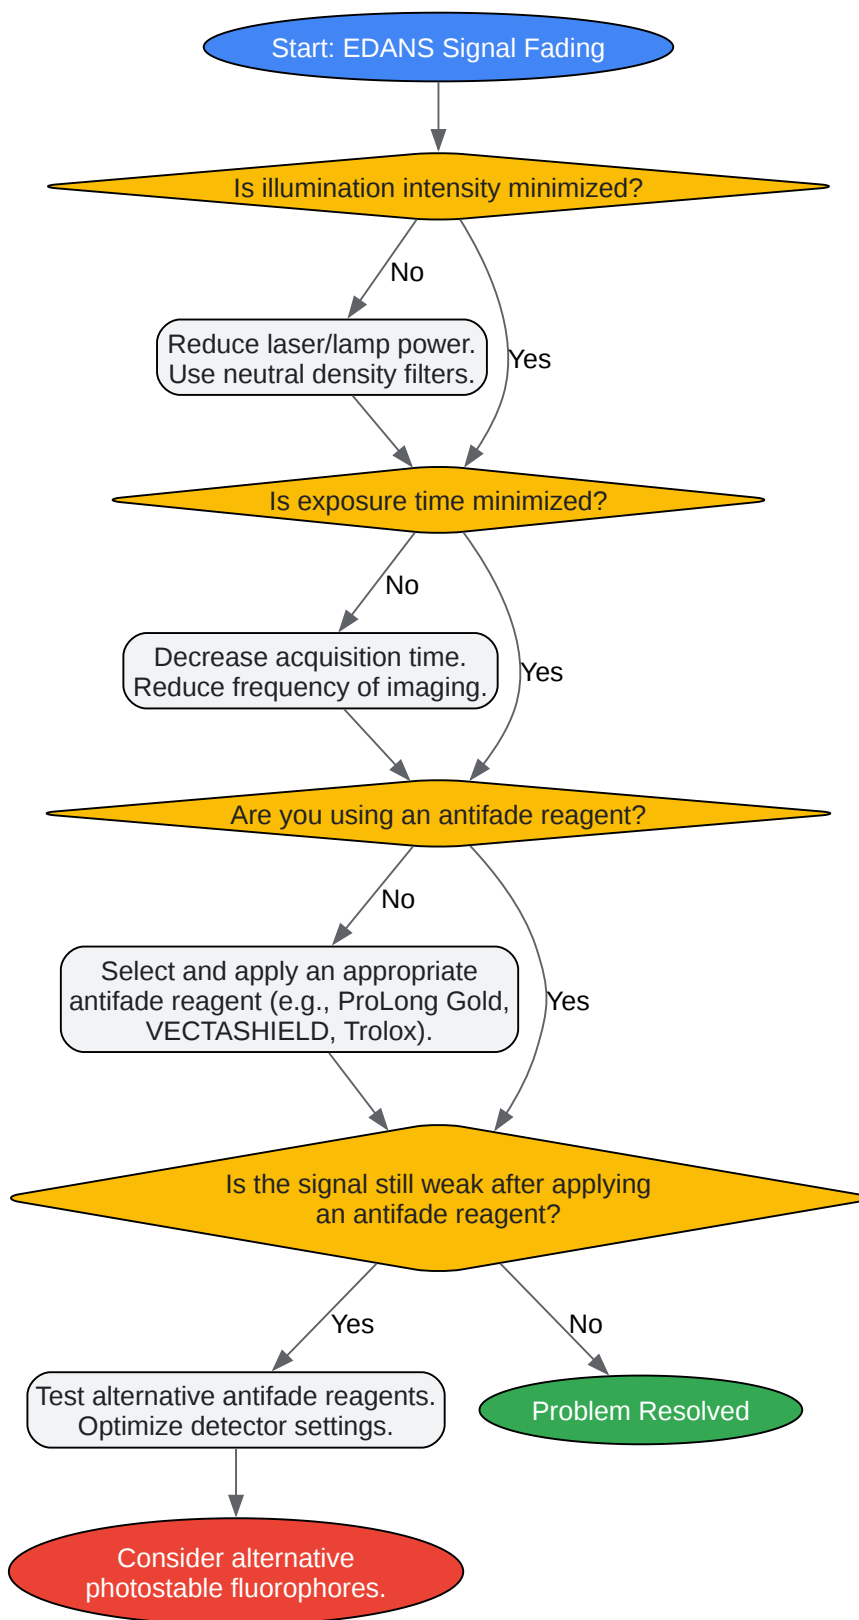 Start: EDANS Signal Fading
Is illumination intensity minimized?
No
Reduce laser/lamp power.
Use neutral density filters.
Yes
Is exposure time minimized?
No
Decrease acquisition time.
Reduce frequency of imaging.
Yes
Are you using an antifade reagent?
No
Select and apply an appropriate
antifade reagent (e.g., ProLong Gold,
VECTASHIELD, Trolox).
Yes
Is the signal still weak after applying
an antifade reagent?
Yes
No
Test alternative antifade reagents.
Optimize detector settings.
Problem Resolved
Consider alternative
photostable fluorophores.